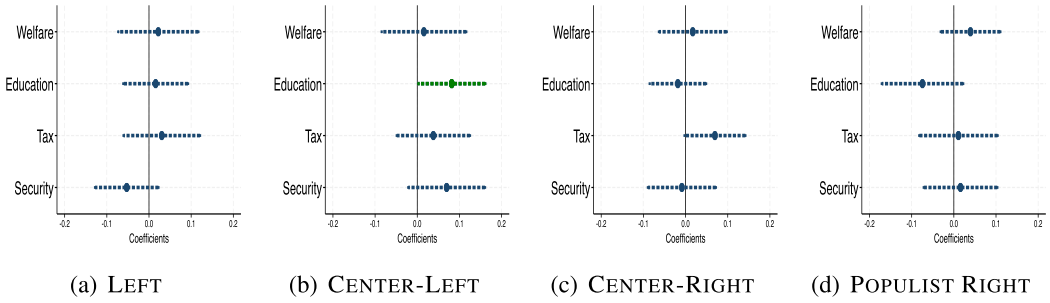 Welfare
Education
Tax
Security
-0.2 -0.1 0.0 0.1 0.2
Coefficients
(a) LEFT
Welfare
Education
Tax
Security
-0.2 -0.1 0.0 0.1 0.2
Coefficients
(b) CENTER-LEFT
Welfare
Education
Tax
Security
-0.2 -0.1 0.0 0.1 0.2
Coefficients
(c) CENTER-RIGHT
Welfare
Education
Tax
Security
-0.2 -0.1 0.0 0.1 0.2
Coefficients
(d) POPULIST RIGHT